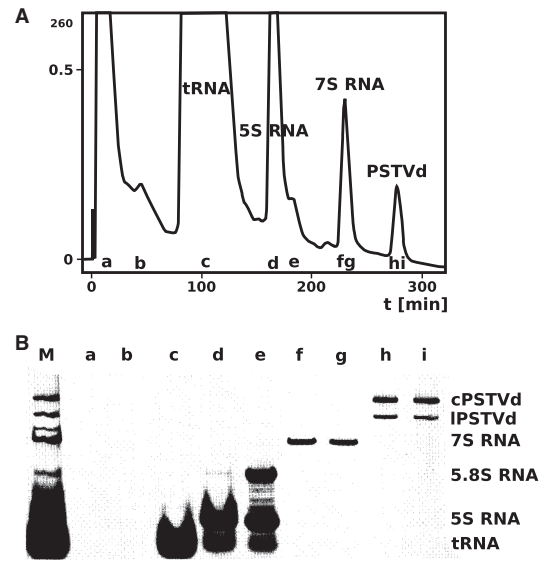 A
260
0.5
7S RNA
tRNA
5S RNA
PSTVd
0
a b c d e fg hi
0 100 200 300
t [min]
B
M a b c d e f g h i
cPSTVd
lPSTVd
7S RNA
5.8S RNA
5S RNA
tRNA